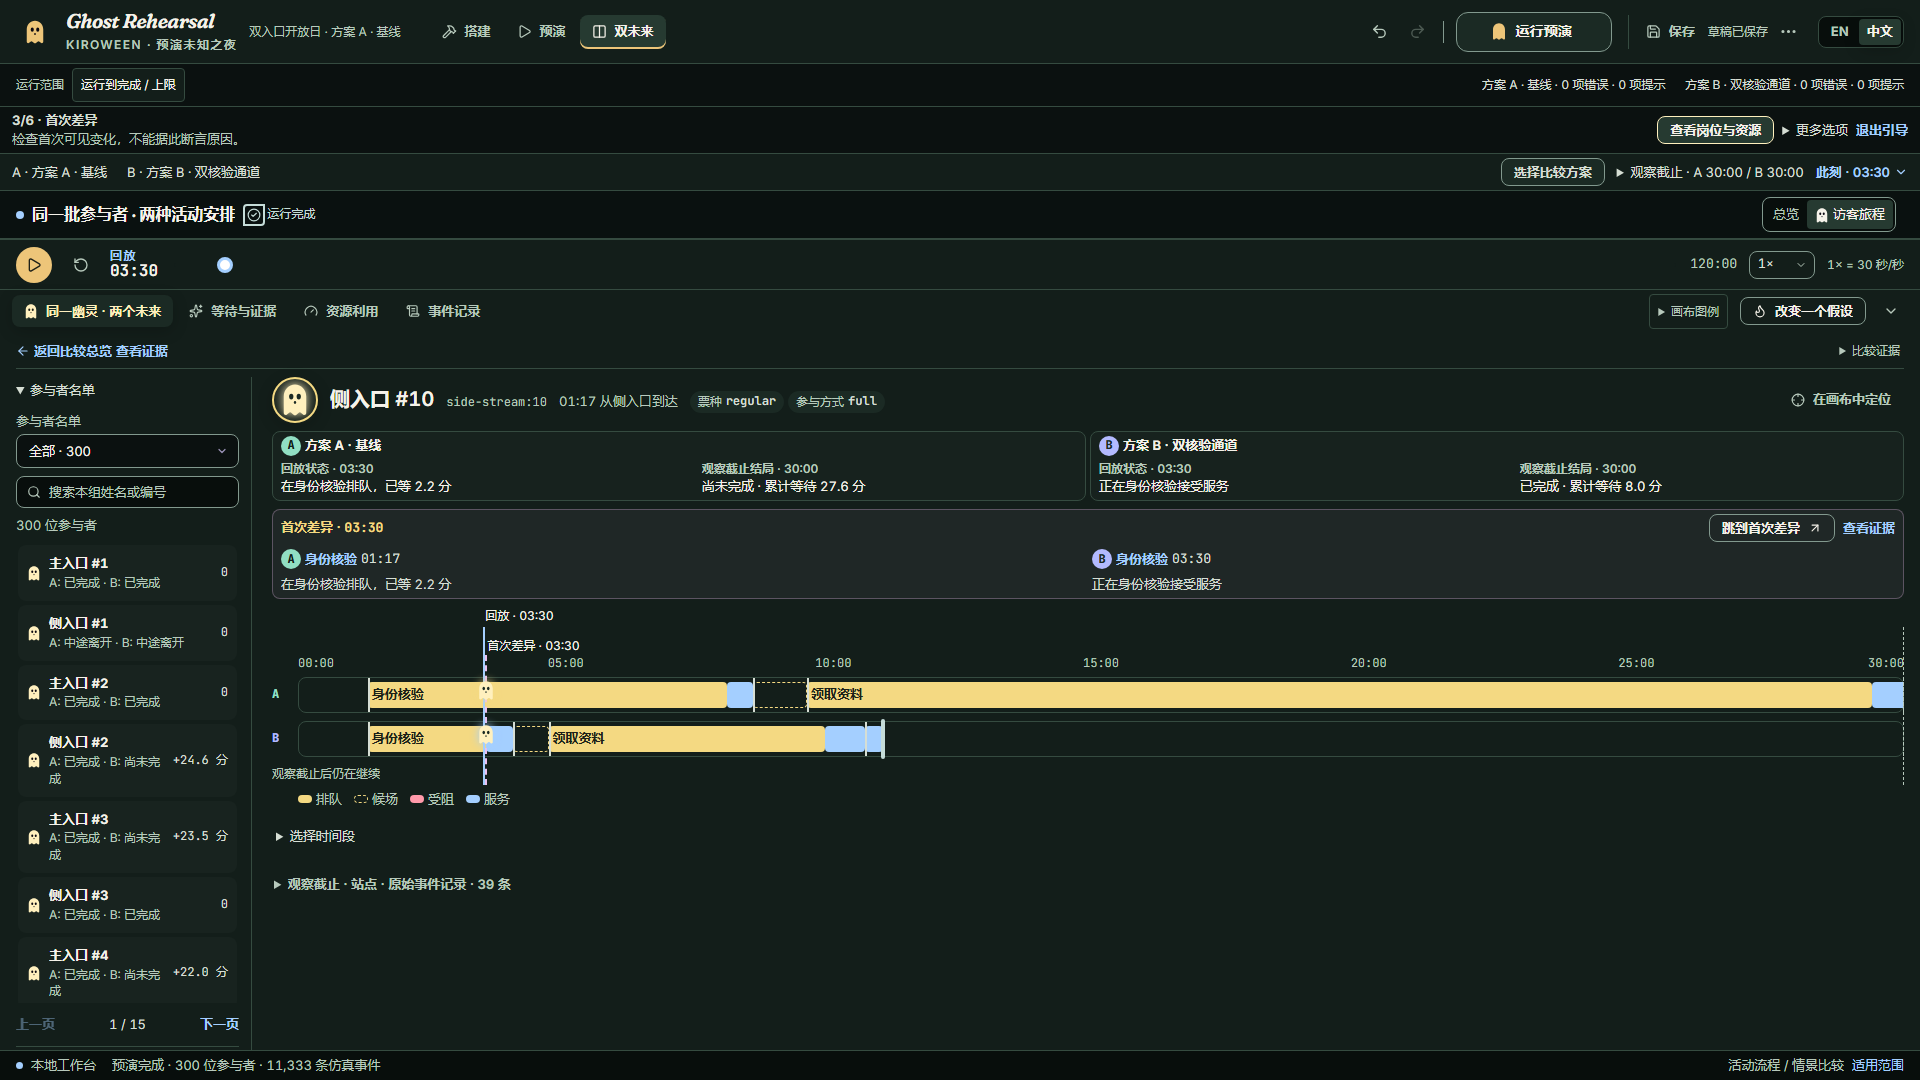 Ghost Rehearsal
KIROWEEN · 预演未知之夜
双入口开放日 · 方案 A · 基线
搭建
预演
双未来
运行预演
保存
草稿已保存
EN
中文
运行范围
运行到完成 / 上限
方案 A · 基线 · 0 项错误 · 0 项提示
方案 B · 双核验通道 · 0 项错误 · 0 项提示
3/6 · 首次差异
检查首次可见变化，不能据此断言原因。
查看岗位与资源
更多选项
退出引导
A · 方案 A · 基线
B · 方案 B · 双核验通道
选择比较方案
观察截止 · A 30:00 / B 30:00
此刻 · 03:30
同一批参与者 · 两种活动安排
运行完成
总览
访客旅程
回放
03:30
120:00
1×
1× = 30 秒/秒
同一幽灵 · 两个未来
等待与证据
资源利用
事件记录
画布图例
改变一个假设
返回比较总览
查看证据
比较证据
参与者名单
参与者名单
全部 · 300
搜索本组姓名或编号
300 位参与者
主入口 #1
A: 已完成 · B: 已完成
0
侧入口 #1
A: 中途离开 · B: 中途离开
0
主入口 #2
A: 已完成 · B: 已完成
0
侧入口 #2
A: 已完成 · B: 尚未完
成
+24.6 分
主入口 #3
A: 已完成 · B: 尚未完
成
+23.5 分
侧入口 #3
A: 已完成 · B: 已完成
0
主入口 #4
A: 已完成 · B: 尚未完
成
+22.0 分
上一页
1 / 15
下一页
侧入口 #10
side-stream:10
01:17 从侧入口到达
票种 regular
参与方式 full
在画布中定位
A 方案 A · 基线
回放状态 · 03:30
在身份核验排队，已等 2.2 分
观察截止结局 · 30:00
尚未完成 · 累计等待 27.6 分
B 方案 B · 双核验通道
回放状态 · 03:30
正在身份核验接受服务
观察截止结局 · 30:00
已完成 · 累计等待 8.0 分
首次差异 · 03:30
跳到首次差异
查看证据
A 身份核验 01:17
在身份核验排队，已等 2.2 分
B 身份核验 03:30
正在身份核验接受服务
回放 · 03:30
首次差异 · 03:30
00:00
05:00
10:00
15:00
20:00
25:00
30:00
A
身份核验
领取资料
B
身份核验
领取资料
观察截止后仍在继续
排队
候场
受阻
服务
选择时间段
观察截止 · 站点 · 原始事件记录 · 39 条
本地工作台
预演完成 · 300 位参与者 · 11,333 条仿真事件
活动流程 / 情景比较
适用范围